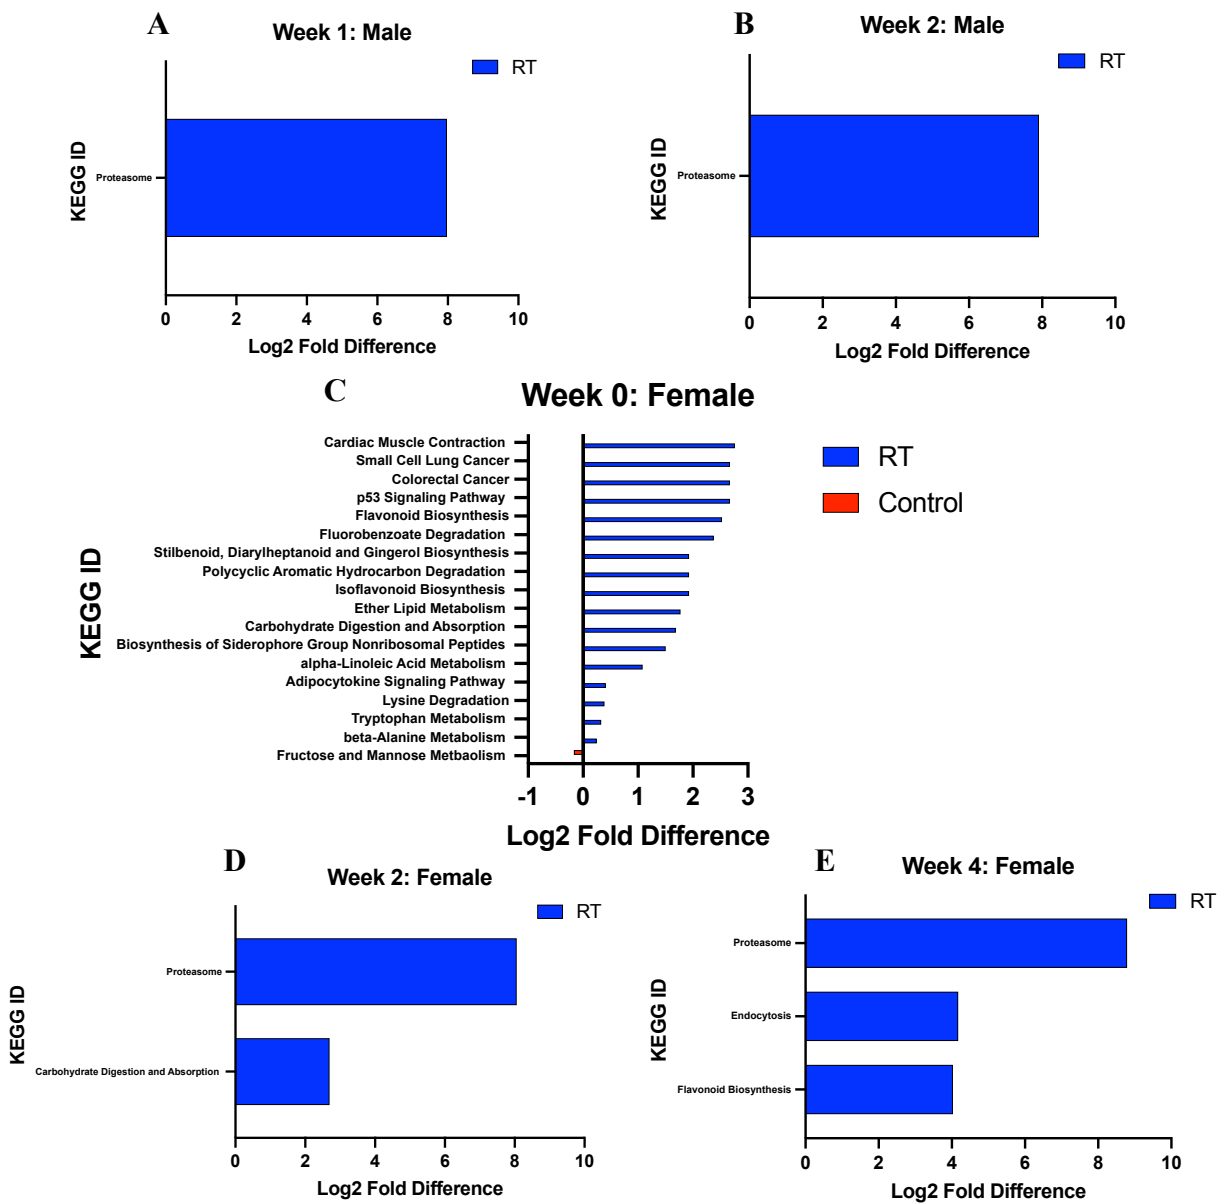 A
Week 1: Male
RT
KEGG ID
Proteasome
0 2 4 6 8 10
Log2 Fold Difference
B
Week 2: Male
RT
KEGG ID
Proteasome
0 2 4 6 8 10
Log2 Fold Difference
C
Week 0: Female
RT
Control
KEGG ID
Cardiac Muscle Contraction
Small Cell Lung Cancer
Colorectal Cancer
p53 Signaling Pathway
Flavonoid Biosynthesis
Fluorobenzoate Degradation
Stilbenoid, Diarylheptanoid and Gingerol Biosynthesis
Polycyclic Aromatic Hydrocarbon Degradation
Isoflavonoid Biosynthesis
Ether Lipid Metabolism
Carbohydrate Digestion and Absorption
Biosynthesis of Siderophore Group Nonribosomal Peptides
alpha-Linoleic Acid Metabolism
Adipocytokine Signaling Pathway
Lysine Degradation
Tryptophan Metabolism
beta-Alanine Metabolism
Fructose and Mannose Metbaolism
-1 0 1 2 3
Log2 Fold Difference
D
Week 2: Female
RT
KEGG ID
Proteasome
Carbohydrate Digestion and Absorption
0 2 4 6 8 10
Log2 Fold Difference
E
Week 4: Female
RT
KEGG ID
Proteasome
Endocytosis
Flavonoid Biosynthesis
0 2 4 6 8 10
Log2 Fold Difference